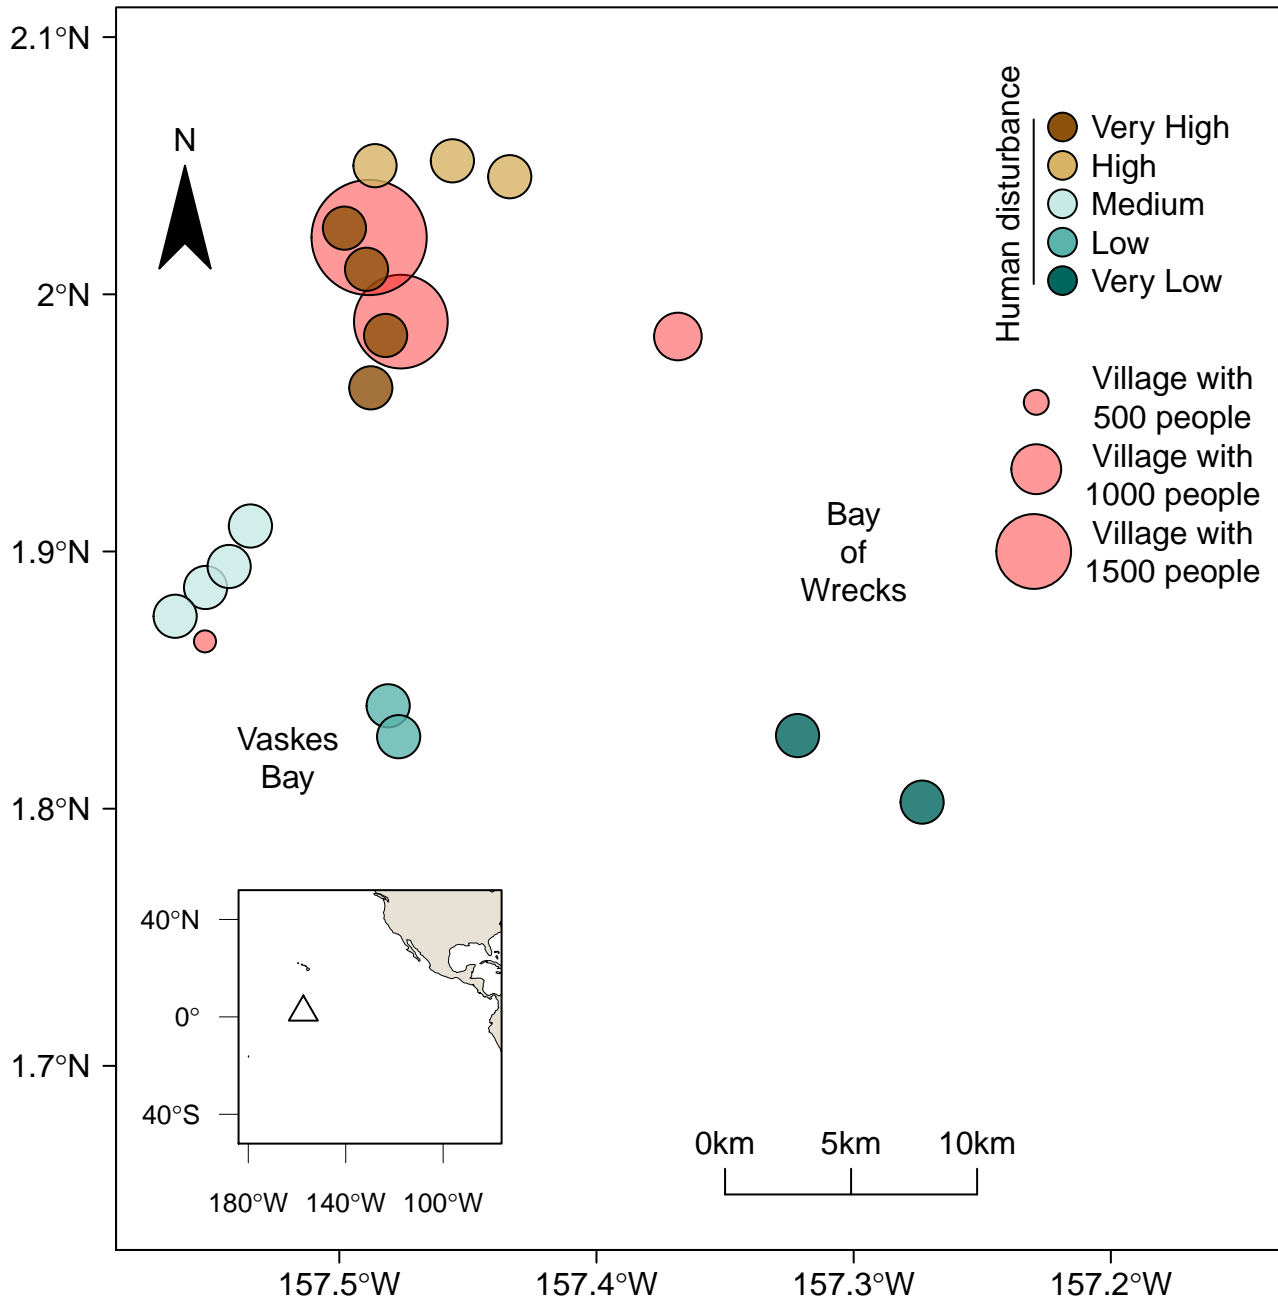 2.1°N
2°N
1.9°N
1.8°N
1.7°N
N
Human disturbance
Very High
High
Medium
Low
Very Low
Village with
500 people
Village with
1000 people
Village with
1500 people
Bay
of
Wrecks
Vaskes
Bay
40°N
0°
40°S
180°W 140°W 100°W
0km 5km 10km
157.5°W 157.4°W 157.3°W 157.2°W